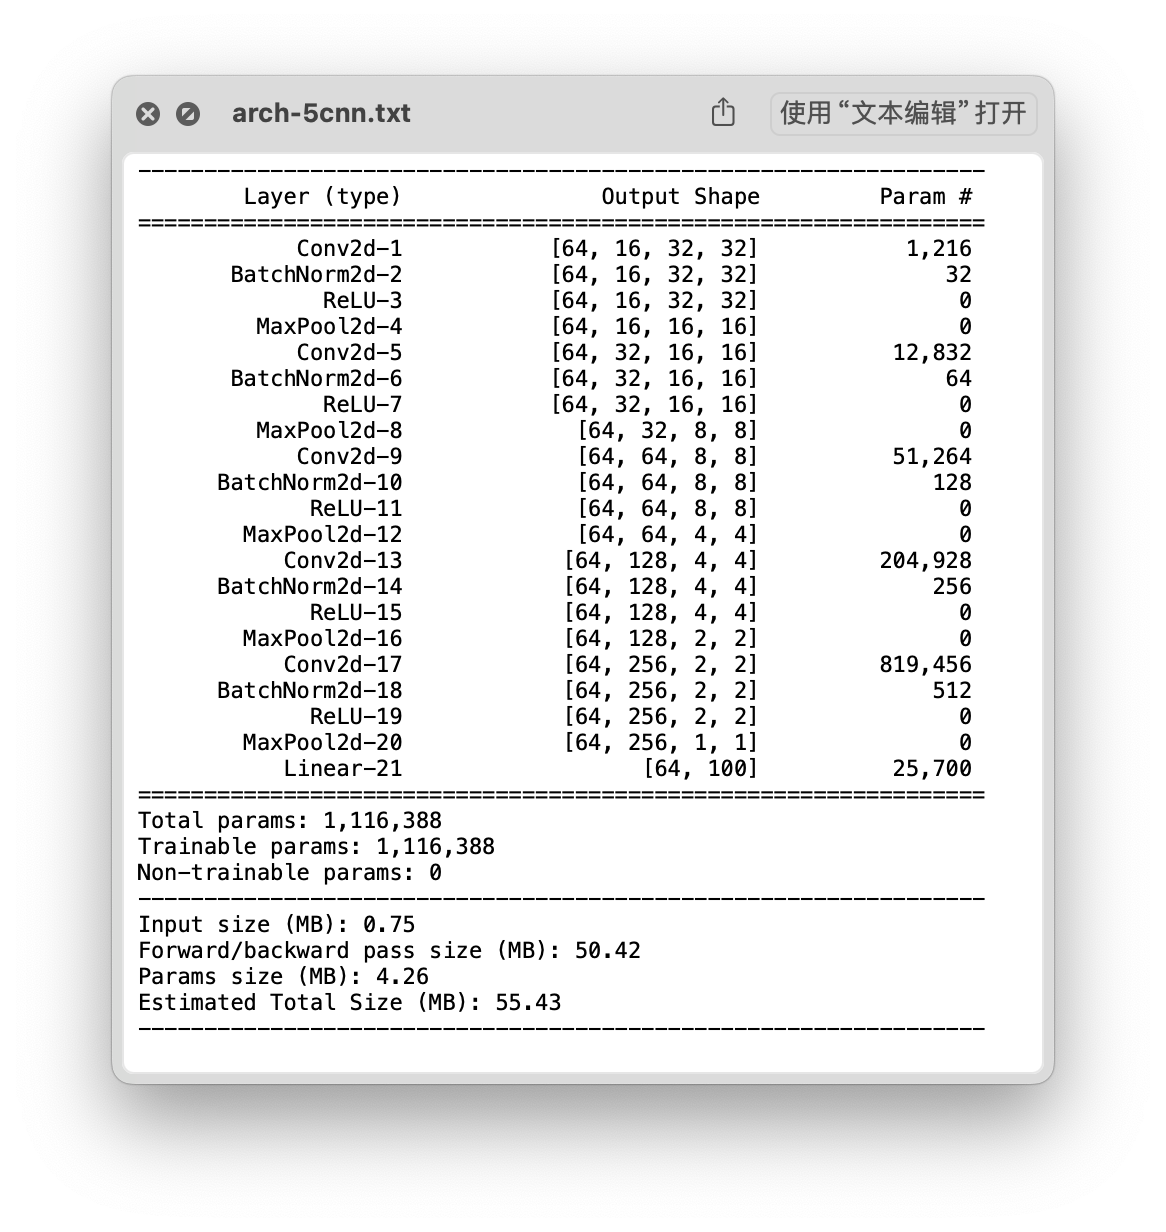 arch-5cnn.txt
使用“文本编辑”打开
----------------------------------------------------------------
Layer (type) Output Shape Param #
================================================================
Conv2d-1 [64, 16, 32, 32] 1,216
BatchNorm2d-2 [64, 16, 32, 32] 32
ReLU-3 [64, 16, 32, 32] 0
MaxPool2d-4 [64, 16, 16, 16] 0
Conv2d-5 [64, 32, 16, 16] 12,832
BatchNorm2d-6 [64, 32, 16, 16] 64
ReLU-7 [64, 32, 16, 16] 0
MaxPool2d-8 [64, 32, 8, 8] 0
Conv2d-9 [64, 64, 8, 8] 51,264
BatchNorm2d-10 [64, 64, 8, 8] 128
ReLU-11 [64, 64, 8, 8] 0
MaxPool2d-12 [64, 64, 4, 4] 0
Conv2d-13 [64, 128, 4, 4] 204,928
BatchNorm2d-14 [64, 128, 4, 4] 256
ReLU-15 [64, 128, 4, 4] 0
MaxPool2d-16 [64, 128, 2, 2] 0
Conv2d-17 [64, 256, 2, 2] 819,456
BatchNorm2d-18 [64, 256, 2, 2] 512
ReLU-19 [64, 256, 2, 2] 0
MaxPool2d-20 [64, 256, 1, 1] 0
Linear-21 [64, 100] 25,700
================================================================
Total params: 1,116,388
Trainable params: 1,116,388
Non-trainable params: 0
----------------------------------------------------------------
Input size (MB): 0.75
Forward/backward pass size (MB): 50.42
Params size (MB): 4.26
Estimated Total Size (MB): 55.43
----------------------------------------------------------------